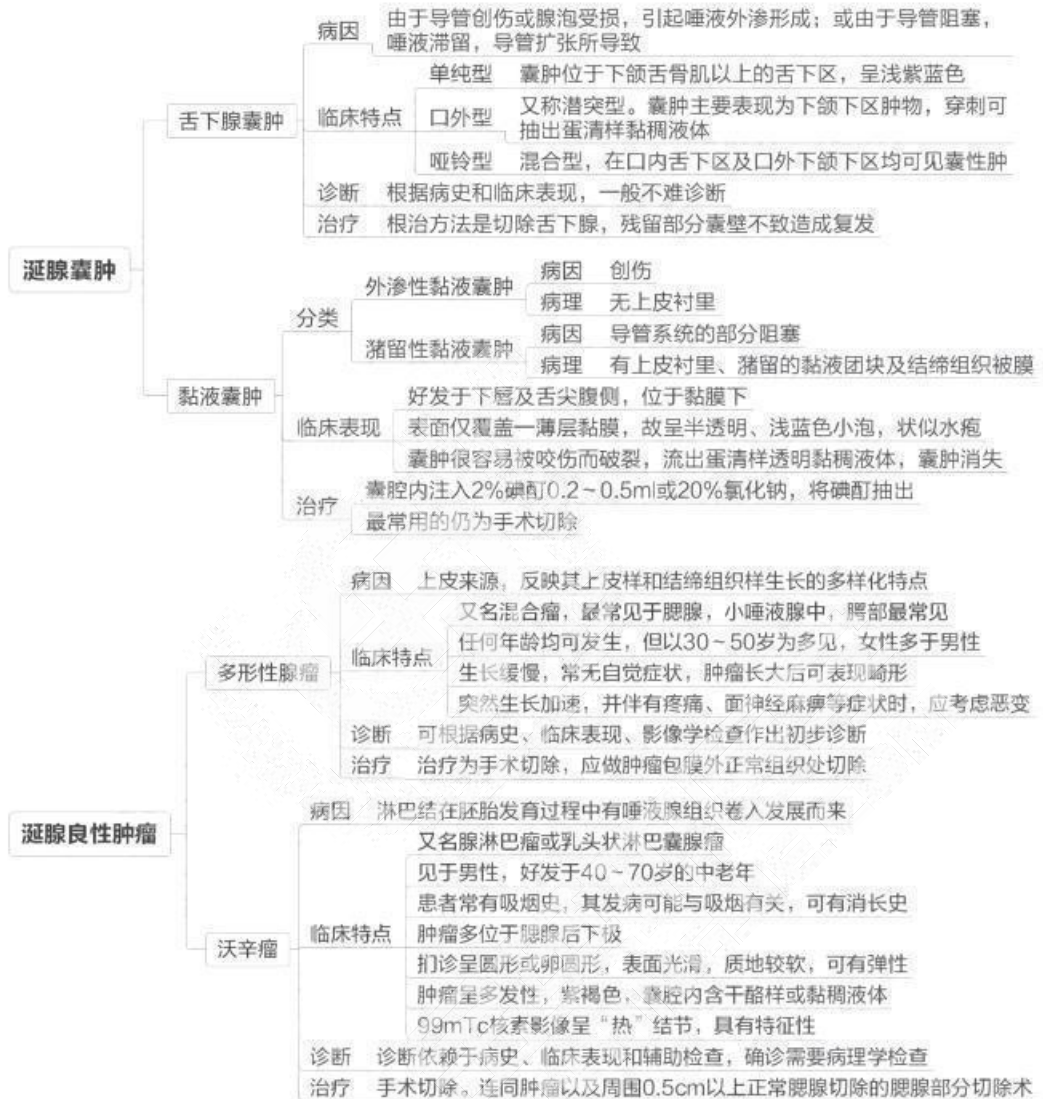 涎腺囊肿
舌下腺囊肿
病因
由于导管创伤或腺泡受损，引起唾液外渗形成；或由于导管阻塞，
唾液滞留，导管扩张所导致
临床特点
单纯型 囊肿位于下颌舌骨肌以上的舌下区，呈浅紫蓝色
口外型
又称潜突型。囊肿主要表现为下颌下区肿物，穿刺可
抽出蛋清样黏稠液体
哑铃型 混合型，在口内舌下区及口外下颌下区均可见囊性肿
诊断 根据病史和临床表现，一般不难诊断
治疗 根治方法是切除舌下腺，残留部分囊壁不致造成复发
黏液囊肿
分类
外渗性黏液囊肿
病因 创伤
病理 无上皮衬里
潴留性黏液囊肿
病因 导管系统的部分阻塞
病理 有上皮衬里、潴留的黏液团块及结缔组织被膜
临床表现
好发于下唇及舌尖腹侧，位于黏膜下
表面仅覆盖一薄层黏膜，故呈半透明、浅蓝色小泡，状似水疱
囊肿很容易被咬伤而破裂，流出蛋清样透明黏稠液体，囊肿消失
治疗
囊腔内注入2%碘酊0.2～0.5ml或20%氯化钠，将碘酊抽出
最常用的仍为手术切除
涎腺良性肿瘤
多形性腺瘤
病因 上皮来源，反映其上皮样和结缔组织样生长的多样化特点
临床特点
又名混合瘤，最常见于腮腺，小唾液腺中，腭部最常见
任何年龄均可发生，但以30～50岁为多见，女性多于男性
生长缓慢，常无自觉症状，肿瘤长大后可表现畸形
突然生长加速，并伴有疼痛、面神经麻痹等症状时，应考虑恶变
诊断 可根据病史、临床表现、影像学检查作出初步诊断
治疗 治疗为手术切除，应做肿瘤包膜外正常组织处切除
沃辛瘤
病因 淋巴结在胚胎发育过程中有唾液腺组织卷入发展而来
临床特点
又名腺淋巴瘤或乳头状淋巴囊腺瘤
见于男性，好发于40～70岁的中老年
患者常有吸烟史，其发病可能与吸烟有关，可有消长史
肿瘤多位于腮腺后下极
扪诊呈圆形或卵圆形，表面光滑，质地较软，可有弹性
肿瘤呈多发性，紫褐色，囊腔内含干酪样或黏稠液体
99mTc核素影像呈“热”结节，具有特征性
诊断 诊断依赖于病史、临床表现和辅助检查，确诊需要病理学检查
治疗 手术切除。连同肿瘤以及周围0.5cm以上正常腮腺切除的腮腺部分切除术